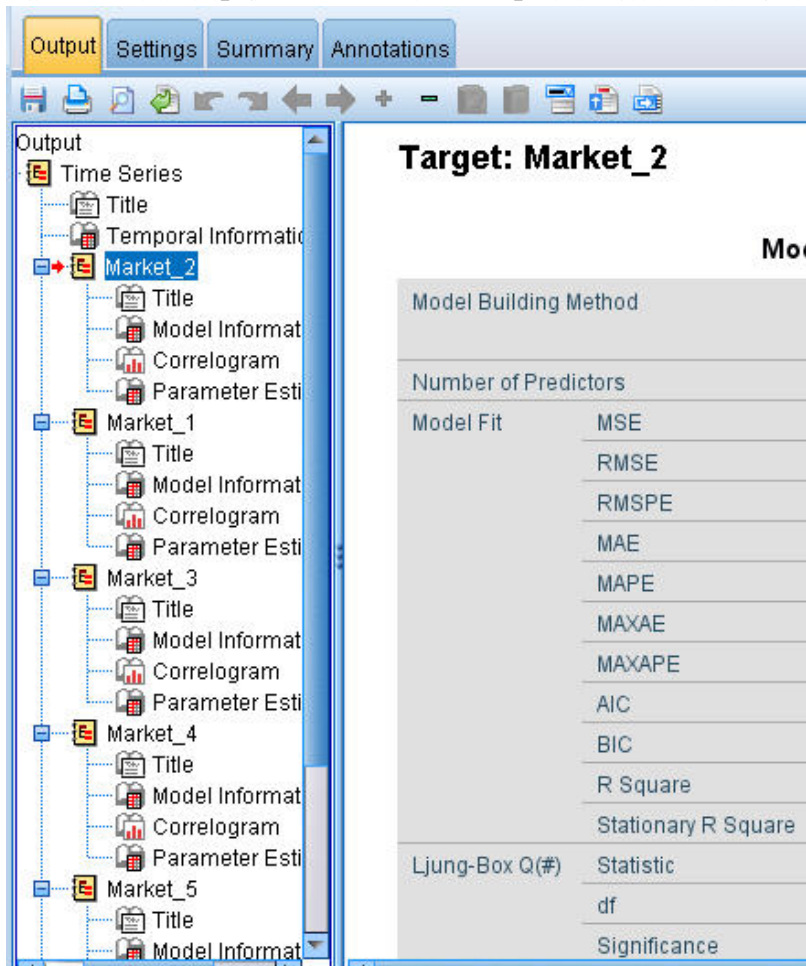 Output Settings Summary Annotations
Output
Time Series
Title
Temporal Informatic
Market_2
Title
Model Informat
Correlogram
Parameter Esti
Market_1
Title
Model Informat
Correlogram
Parameter Esti
Market_3
Title
Model Informat
Correlogram
Parameter Esti
Market_4
Title
Model Informat
Correlogram
Parameter Esti
Market_5
Title
Model Informat
Target: Market_2
Mod
Model Building Method
Number of Predictors
Model Fit MSE
RMSE
RMSPE
MAE
MAPE
MAXAE
MAXAPE
AIC
BIC
R Square
Stationary R Square
Ljung-Box Q(#) Statistic
df
Significance